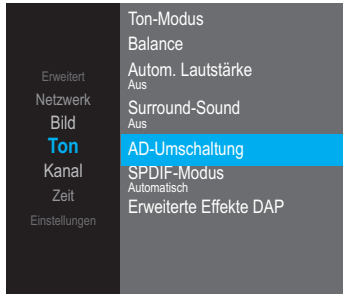 Erweitert
Netzwerk
Bild
Ton
Kanal
Zeit
Einstellungen
Ton-Modus
Balance
Autom. Lautstärke
Aus
Surround-Sound
Aus
AD-Umschaltung
SPDIF-Modus
Automatisch
Erweiterte Effekte DAP